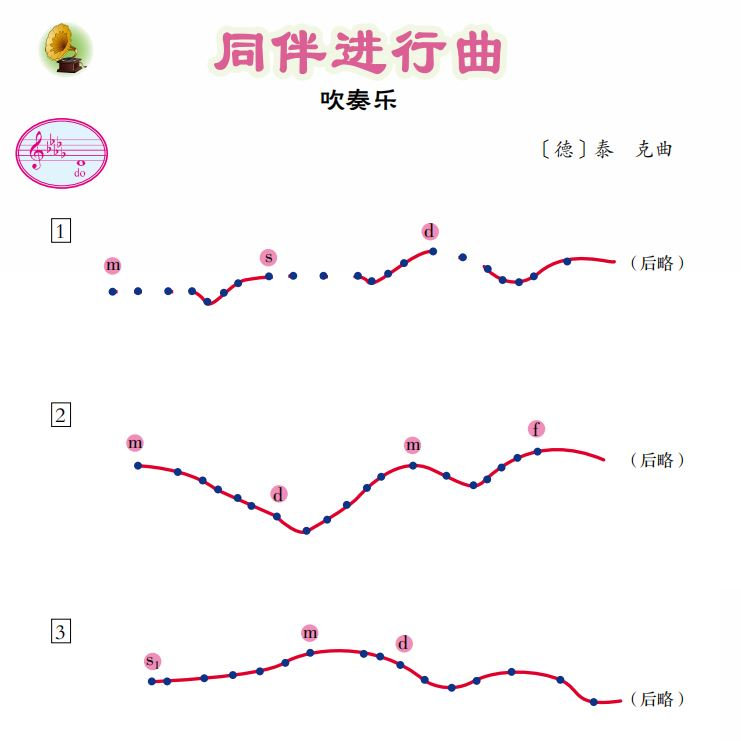 同伴进行曲
吹奏乐
do
〔德〕泰 克曲
1
m s d
（后略）
2
m d m f
（后略）
3
s1 m d
（后略）